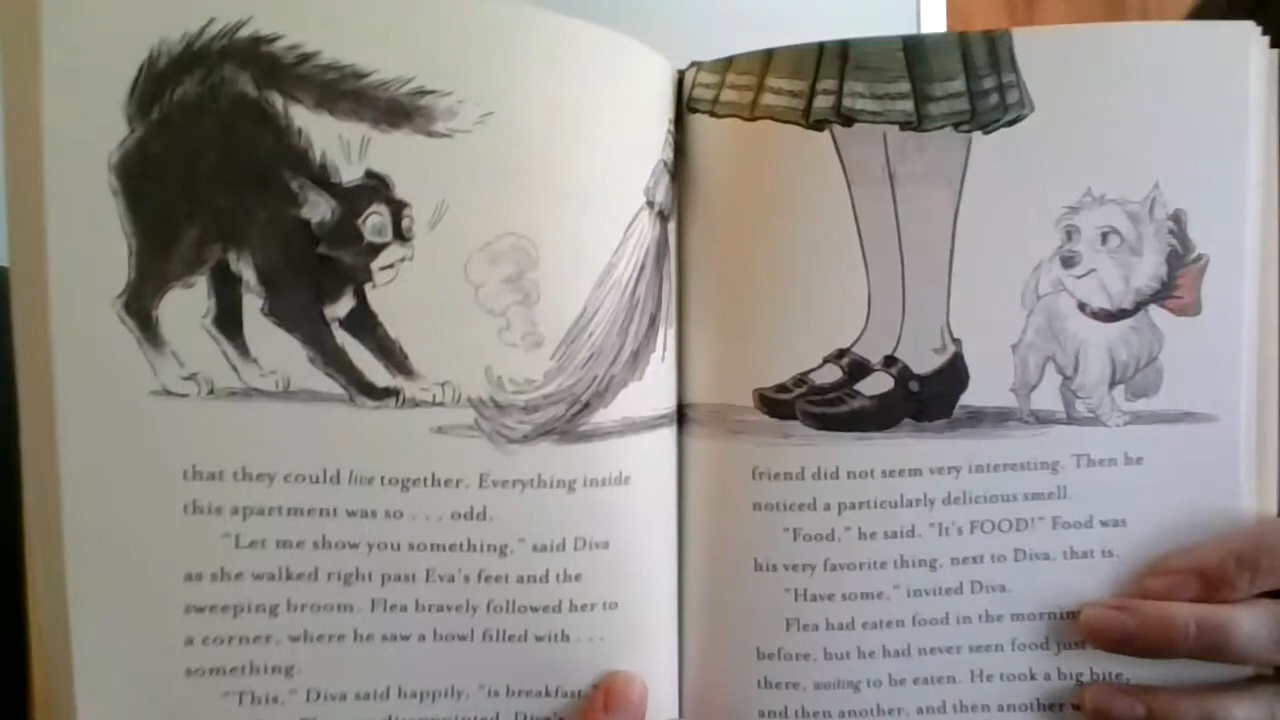 that they could live together. Everything inside
this apartment was so . . . odd.
"Let me show you something," said Diva
as she walked right past Eva's feet and the
sweeping broom. Flea bravely followed her to
a corner, where he saw a bowl filled with . . .
something.
"This," Diva said happily, "is breakfast."
disappointed. Diva's
friend did not seem very interesting. Then he
noticed a particularly delicious smell.
"Food," he said. "It's FOOD!" Food was
his very favorite thing, next to Diva, that is.
"Have some," invited Diva.
Flea had eaten food in the morning
before, but he had never seen food just
there, waiting to be eaten. He took a big bite,
and then another, and then another